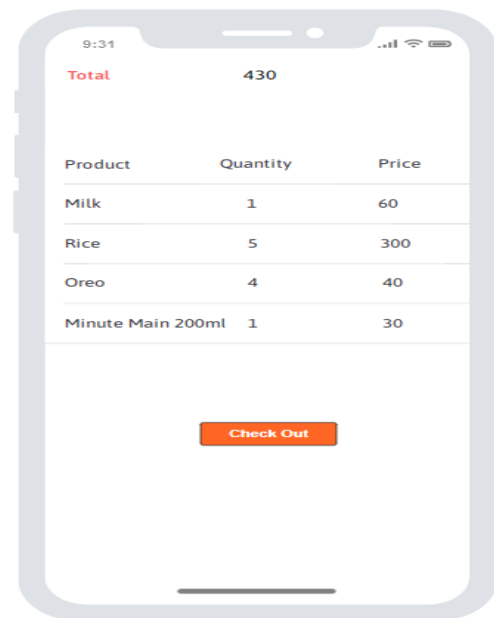 9:31
Total 430
Product Quantity Price
Milk 1 60
Rice 5 300
Oreo 4 40
Minute Main 200ml 1 30
Check Out